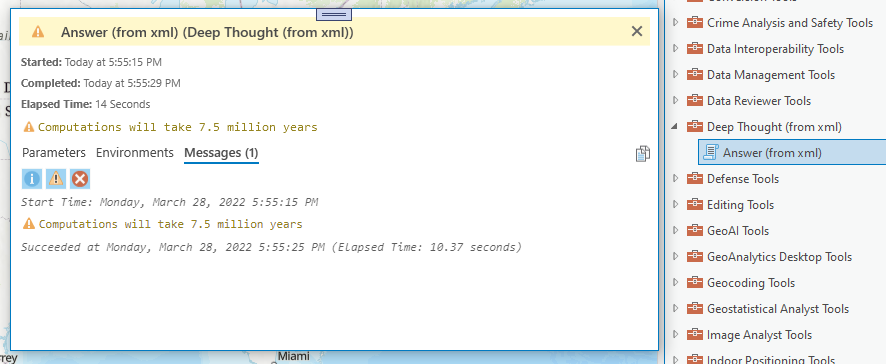 Answer (from xml) (Deep Thought (from xml))
Started: Today at 5:55:15 PM
Completed: Today at 5:55:29 PM
Elapsed Time: 14 Seconds
Computations will take 7.5 million years
Parameters Environments Messages (1)
Start Time: Monday, March 28, 2022 5:55:15 PM
Computations will take 7.5 million years
Succeeded at Monday, March 28, 2022 5:55:25 PM (Elapsed Time: 10.37 seconds)
Miami
Crime Analysis and Safety Tools
Data Interoperability Tools
Data Management Tools
Data Reviewer Tools
Deep Thought (from xml)
Answer (from xml)
Defense Tools
Editing Tools
GeoAI Tools
GeoAnalytics Desktop Tools
Geocoding Tools
Geostatistical Analyst Tools
Image Analyst Tools
Indoor Positioning Tools